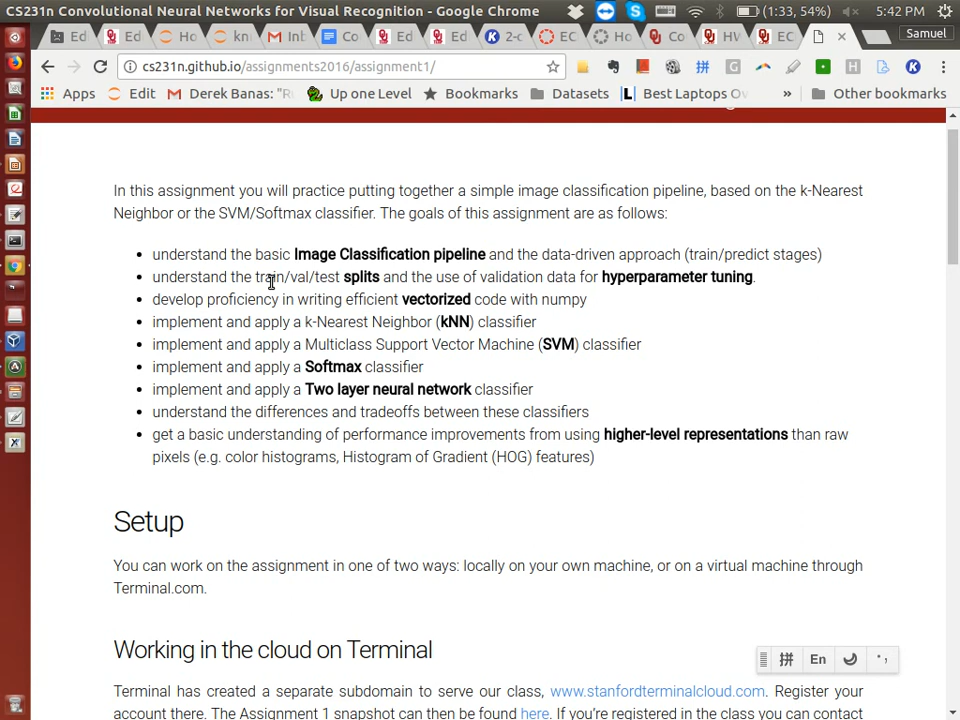 CS231n Convolutional Neural Networks for Visual Recognition - Google Chrome (1:33, 54%) 5:42 PM
Ed Ed Ho kn Inb Co Ed Ed 2-c EC Ho Co HW EC Samuel
cs231n.github.io/assignments2016/assignment1/
Apps Edit Derek Banas: "R Up one Level Bookmarks Datasets Best Laptops Ov » Other bookmarks
In this assignment you will practice putting together a simple image classification pipeline, based on the k-Nearest
Neighbor or the SVM/Softmax classifier. The goals of this assignment are as follows:
• understand the basic Image Classification pipeline and the data-driven approach (train/predict stages)
• understand the train/val/test splits and the use of validation data for hyperparameter tuning.
• develop proficiency in writing efficient vectorized code with numpy
• implement and apply a k-Nearest Neighbor (kNN) classifier
• implement and apply a Multiclass Support Vector Machine (SVM) classifier
• implement and apply a Softmax classifier
• implement and apply a Two layer neural network classifier
• understand the differences and tradeoffs between these classifiers
• get a basic understanding of performance improvements from using higher-level representations than raw
pixels (e.g. color histograms, Histogram of Gradient (HOG) features)
Setup
You can work on the assignment in one of two ways: locally on your own machine, or on a virtual machine through
Terminal.com.
Working in the cloud on Terminal
拼 En
Terminal has created a separate subdomain to serve our class, www.stanfordterminalcloud.com. Register your
account there. The Assignment 1 snapshot can then be found here. If you're registered in the class you can contact